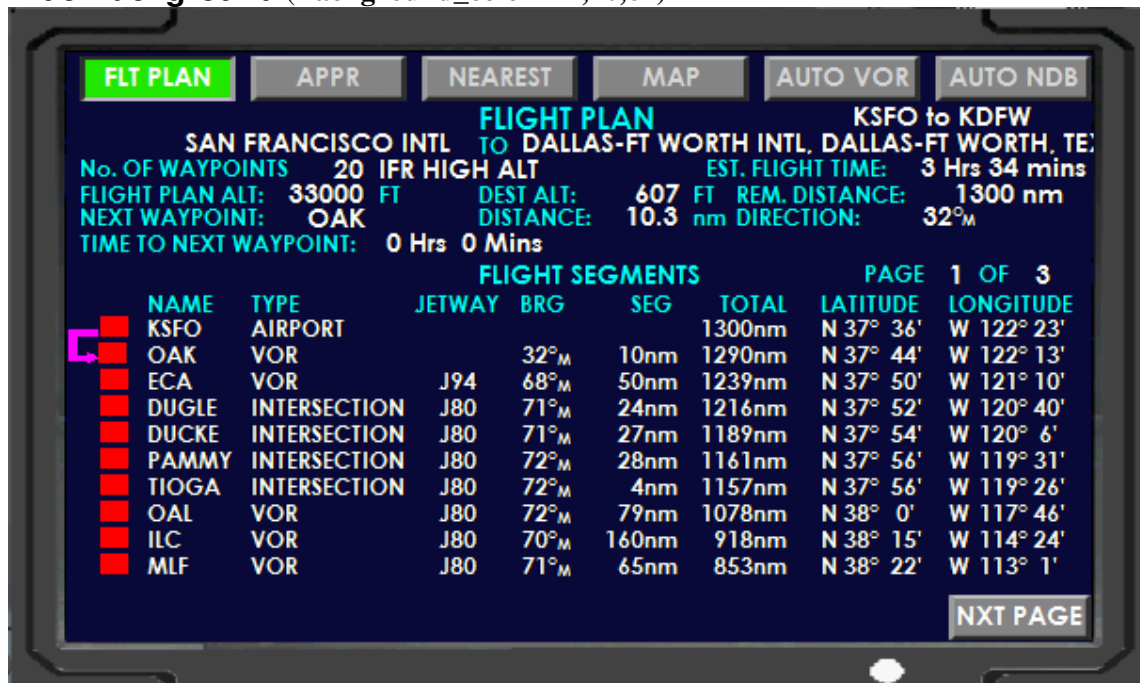 FLT PLAN APPR NEAREST MAP AUTO VOR AUTO NDB
FLIGHT PLAN KSFO to KDFW
SAN FRANCISCO INTL TO DALLAS-FT WORTH INTL, DALLAS-FT WORTH, TE
No. OF WAYPOINTS 20 IFR HIGH ALT EST. FLIGHT TIME: 3 Hrs 34 mins
FLIGHT PLAN ALT: 33000 FT DEST ALT: 607 FT REM. DISTANCE: 1300 nm
NEXT WAYPOINT: OAK DISTANCE: 10.3 nm DIRECTION: 32°M
TIME TO NEXT WAYPOINT: 0 Hrs 0 Mins
FLIGHT SEGMENTS PAGE 1 OF 3
NAME TYPE JETWAY BRG SEG TOTAL LATITUDE LONGITUDE
KSFO AIRPORT 1300nm N 37° 36' W 122° 23'
OAK VOR 32°M 10nm 1290nm N 37° 44' W 122° 13'
ECA VOR J94 68°M 50nm 1239nm N 37° 50' W 121° 10'
DUGLE INTERSECTION J80 71°M 24nm 1216nm N 37° 52' W 120° 40'
DUCKE INTERSECTION J80 71°M 27nm 1189nm N 37° 54' W 120° 6'
PAMMY INTERSECTION J80 72°M 28nm 1161nm N 37° 56' W 119° 31'
TIOGA INTERSECTION J80 72°M 4nm 1157nm N 37° 56' W 119° 26'
OAL VOR J80 72°M 79nm 1078nm N 38° 0' W 117° 46'
ILC VOR J80 70°M 160nm 918nm N 38° 15' W 114° 24'
MLF VOR J80 71°M 65nm 853nm N 38° 22' W 113° 1'
NXT PAGE